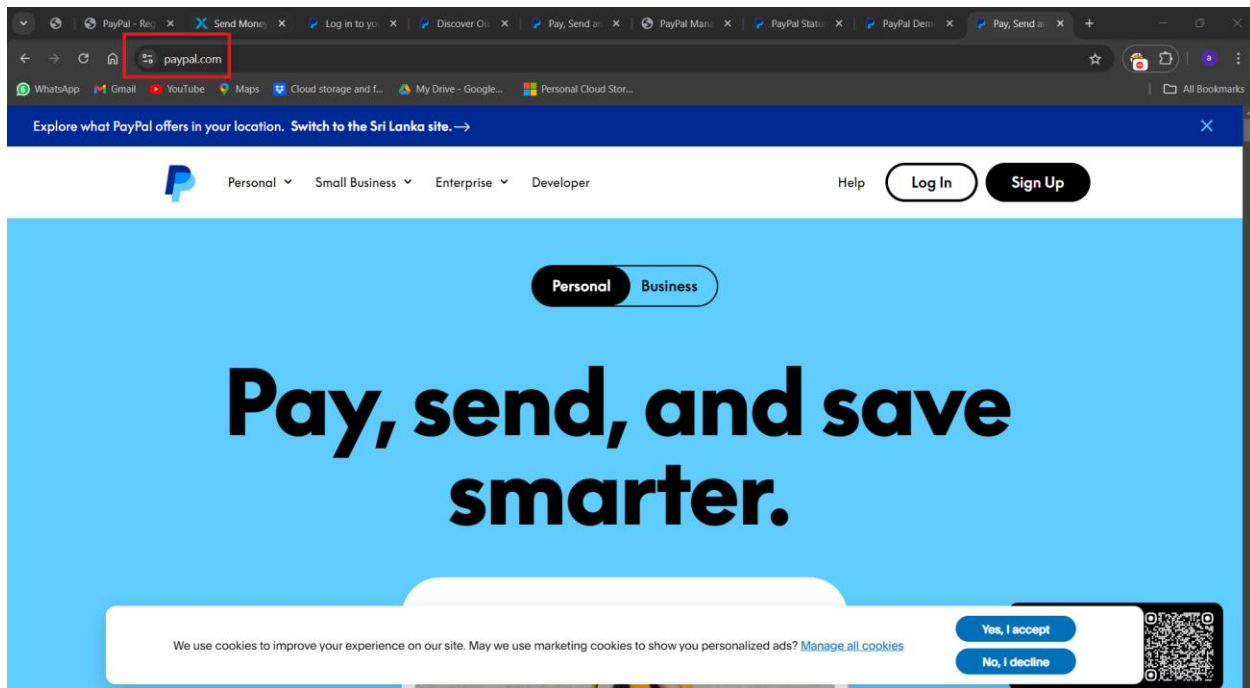 PayPal - Reg
Send Money
Log in to yo
Discover Ou
Pay, Send a
PayPal Mana
PayPal Statu
PayPal Dem
Pay, Send a
paypal.com
a
WhatsApp
Gmail
YouTube
Maps
Cloud storage and f...
My Drive - Google...
Personal Cloud Stor...
All Bookmarks
Explore what PayPal offers in your location. Switch to the Sri Lanka site.→
Personal
Small Business
Enterprise
Developer
Help
Log In
Sign Up
Personal
Business
Pay, send, and save
smarter.
We use cookies to improve your experience on our site. May we use marketing cookies to show you personalized ads? Manage all cookies
Yes, I accept
No, I decline